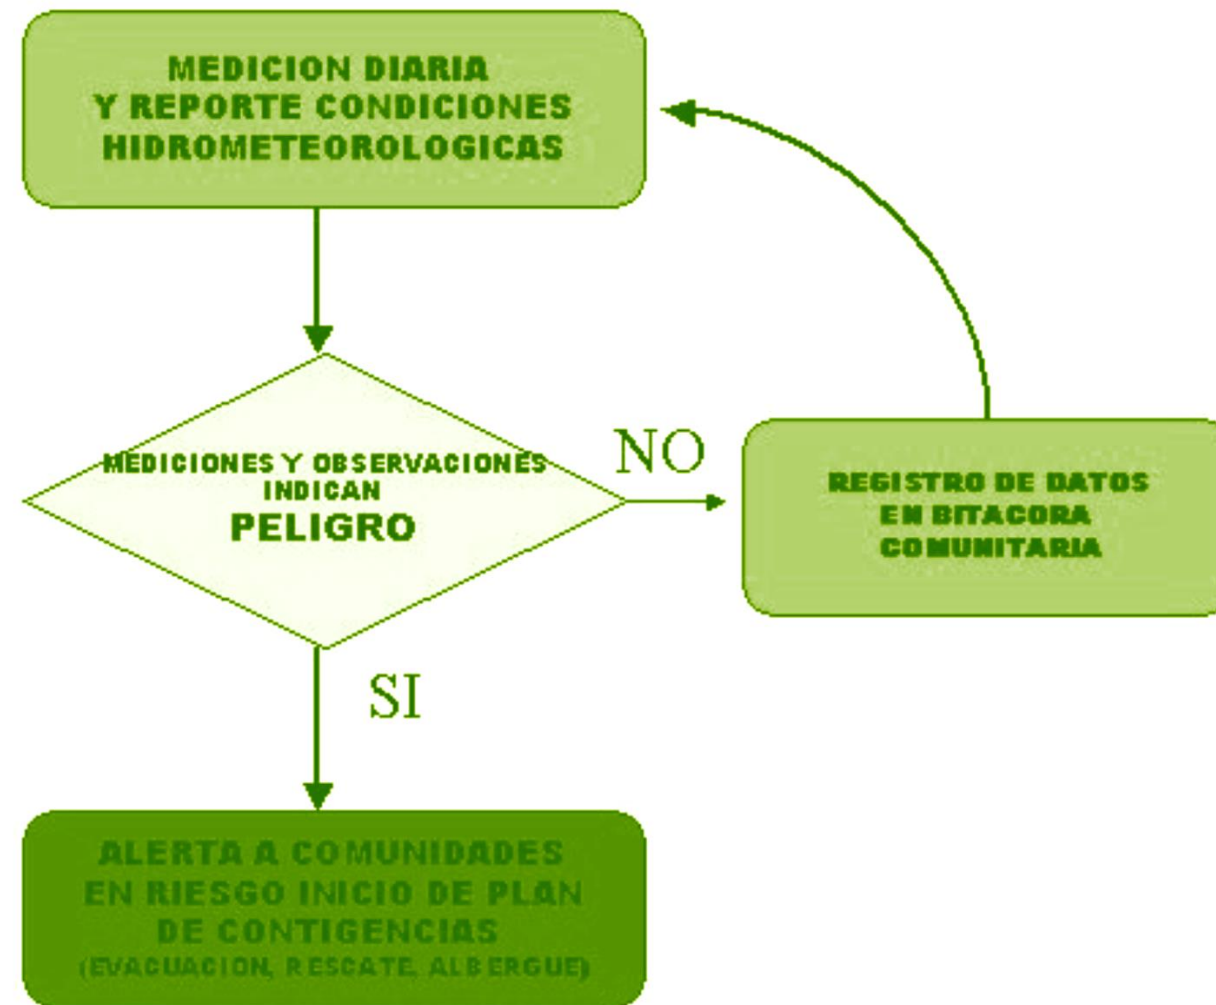 MEDICION DIARIA
Y REPORTE CONDICIONES
HIDROMETEOROLOGICAS
MEDICIONES Y OBSERVACIONES
INDICAN
PELIGRO
NO
REGISTRO DE DATOS
EN BITACORA
COMUNITARIA
SI
ALERTA A COMUNIDADES
EN RIESGO INICIO DE PLAN
DE CONTIGENCIAS
(EVACUACION, RESCATE, ALBERGUE)